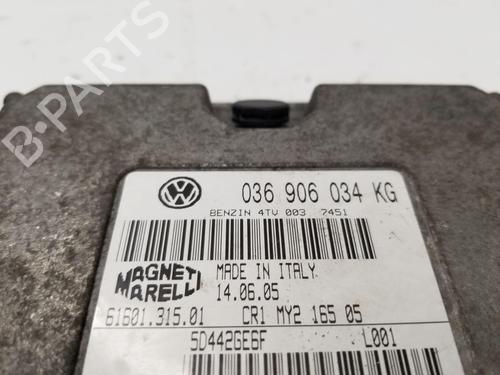 B-PARTS
036 906 034 KG
BENZIN 4TV 003 7451
MAGNETI
MARELLI
MADE IN ITALY
14.06.05
61601.315.01 CR1 MY2 165 05
5D442GE6F L001